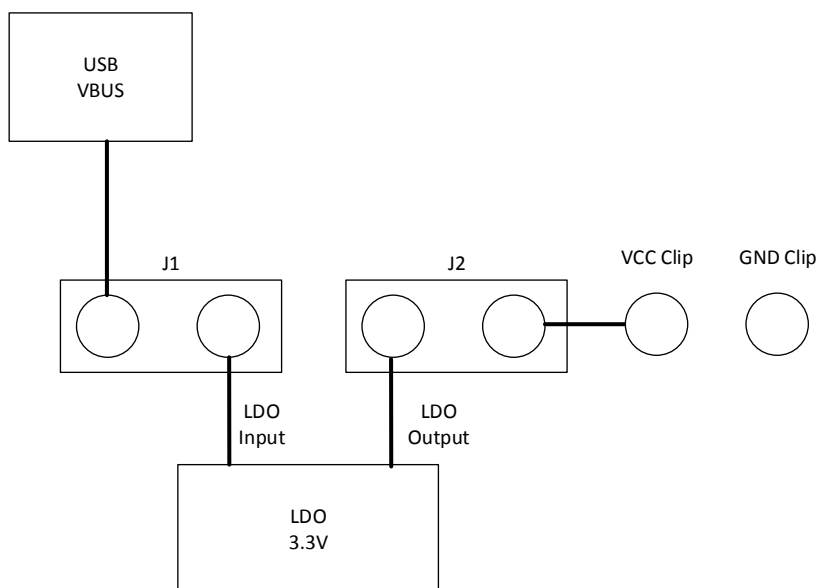 USB
VBUS
J1
J2
VCC Clip
GND Clip
LDO
Input
LDO
Output
LDO
3.3V